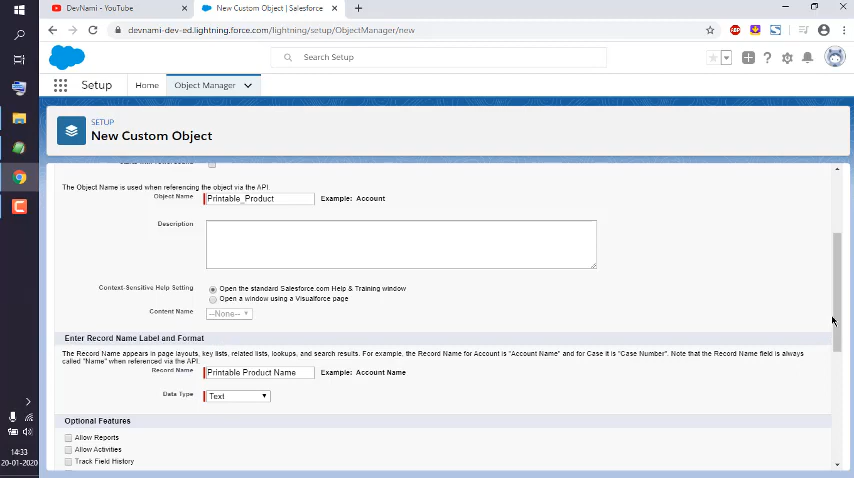 DevNami - YouTube
New Custom Object | Salesforce
devnami-dev-ed.lightning.force.com/lightning/setup/ObjectManager/new
ABP
Search Setup
Setup
Home
Object Manager
SETUP
New Custom Object
The Object Name is used when referencing the object via the API.
Object Name
Printable_Product
Example: Account
Description
Context-Sensitive Help Setting
Open the standard Salesforce.com Help & Training window
Open a window using a Visualforce page
Content Name
--None--
Enter Record Name Label and Format
The Record Name appears in page layouts, key lists, related lists, lookups, and search results. For example, the Record Name for Account is "Account Name" and for Case it is "Case Number". Note that the Record Name field is always
called "Name" when referenced via the API.
Record Name
Printable Product Name
Example: Account Name
Data Type
Text
Optional Features
Allow Reports
Allow Activities
Track Field History
14:33
20-01-2020